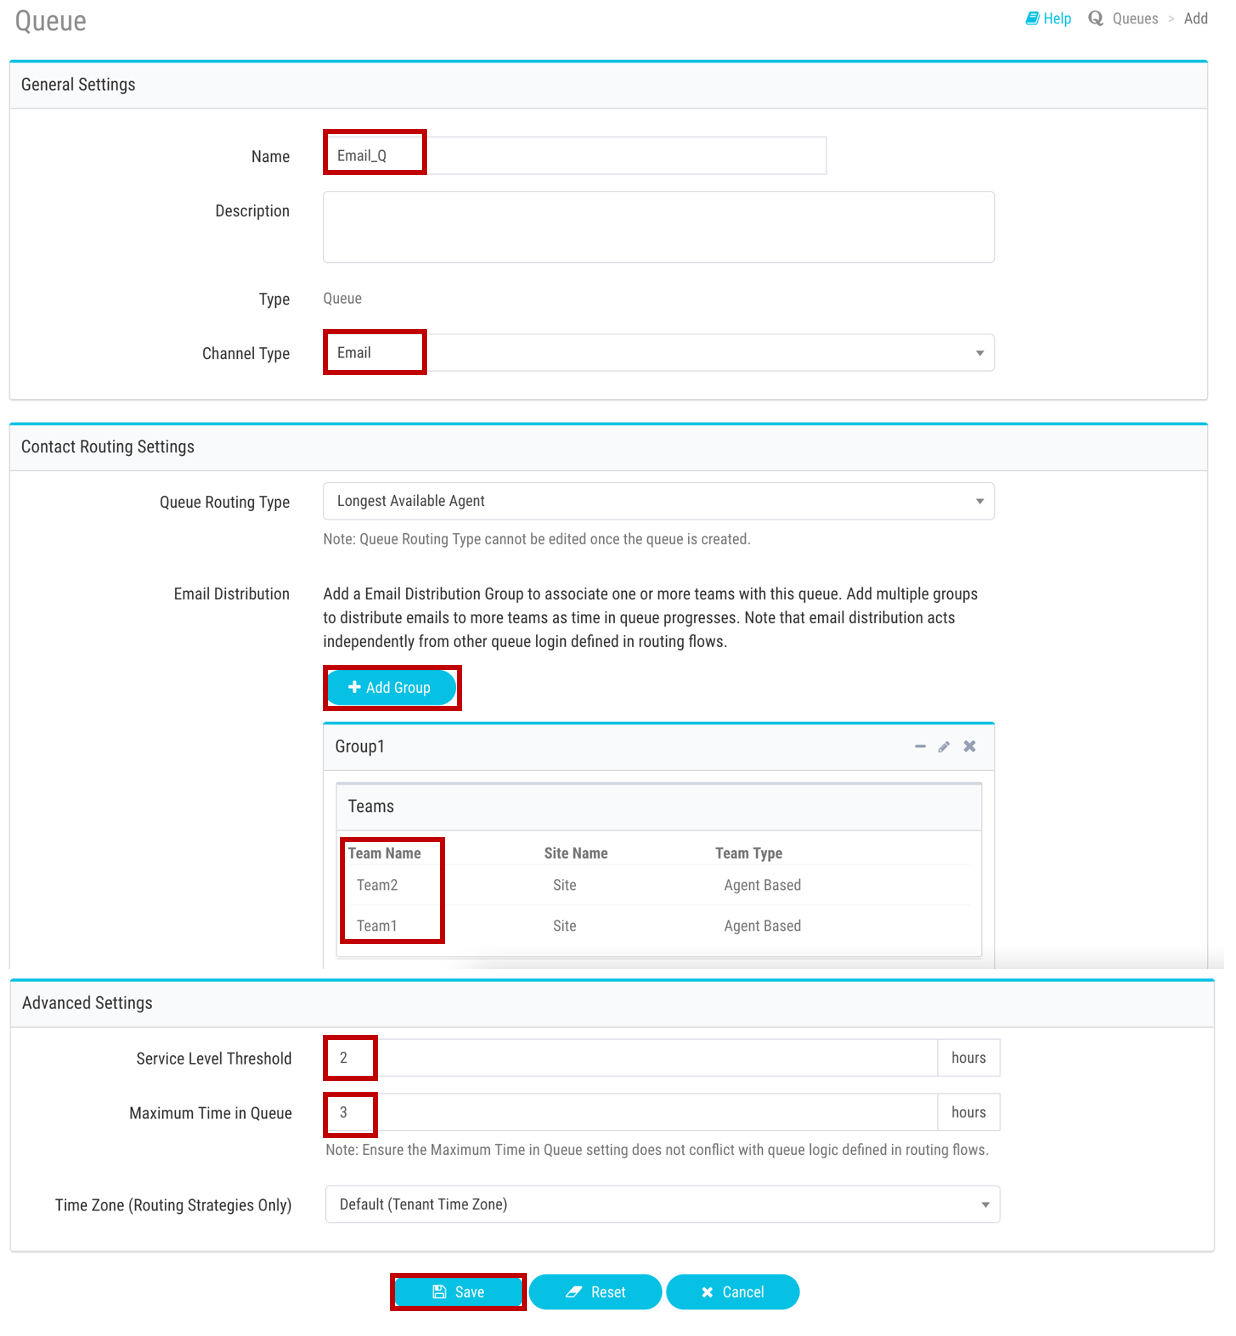 Queue
Help Queues > Add
General Settings
Name Email_Q
Description
Type Queue
Channel Type Email
Contact Routing Settings
Queue Routing Type Longest Available Agent
Note: Queue Routing Type cannot be edited once the queue is created.
Email Distribution Add a Email Distribution Group to associate one or more teams with this queue. Add multiple groups
to distribute emails to more teams as time in queue progresses. Note that email distribution acts
independently from other queue login defined in routing flows.
Add Group
Group1
Teams
Team Name Site Name Team Type
Team2 Site Agent Based
Team1 Site Agent Based
Advanced Settings
Service Level Threshold 2 hours
Maximum Time in Queue 3 hours
Note: Ensure the Maximum Time in Queue setting does not conflict with queue logic defined in routing flows.
Time Zone (Routing Strategies Only) Default (Tenant Time Zone)
Save Reset Cancel